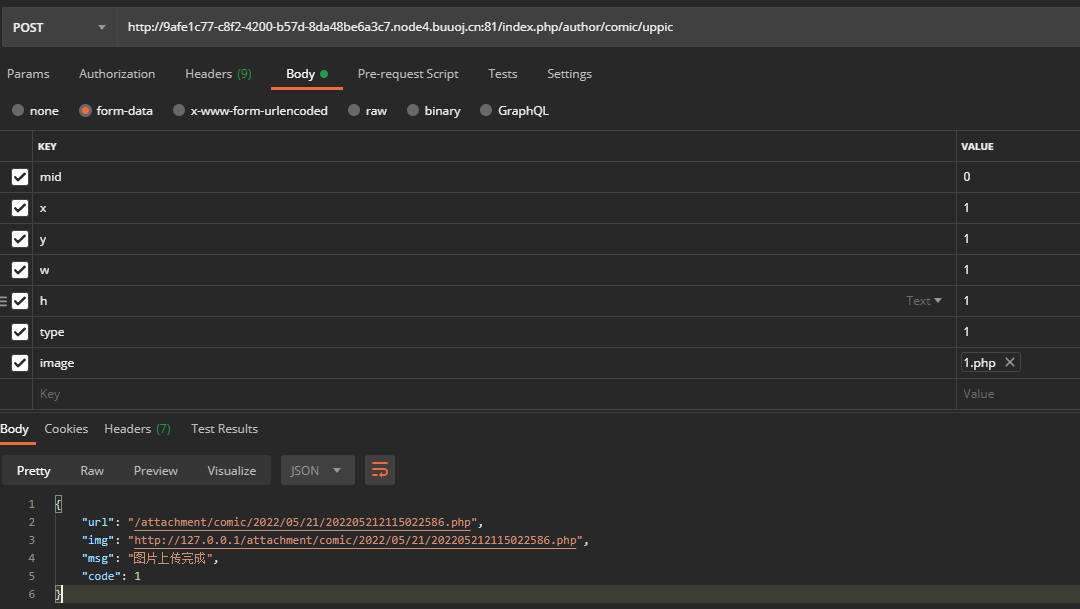 POST http://9afe1c77-c8f2-4200-b57d-8da48be6a3c7.node4.buuoj.cn:81/index.php/author/comic/uppic
Params Authorization Headers (9) Body Pre-request Script Tests Settings
none form-data x-www-form-urlencoded raw binary GraphQL
KEY VALUE
mid 0
x 1
y 1
w 1
h Text 1
type 1
image 1.php
Key Value
Body Cookies Headers (7) Test Results
Pretty Raw Preview Visualize JSON
1 {
2 "url": "/attachment/comic/2022/05/21/202205212115022586.php",
3 "img": "http://127.0.0.1/attachment/comic/2022/05/21/202205212115022586.php",
4 "msg": "图片上传完成",
5 "code": 1
6 }